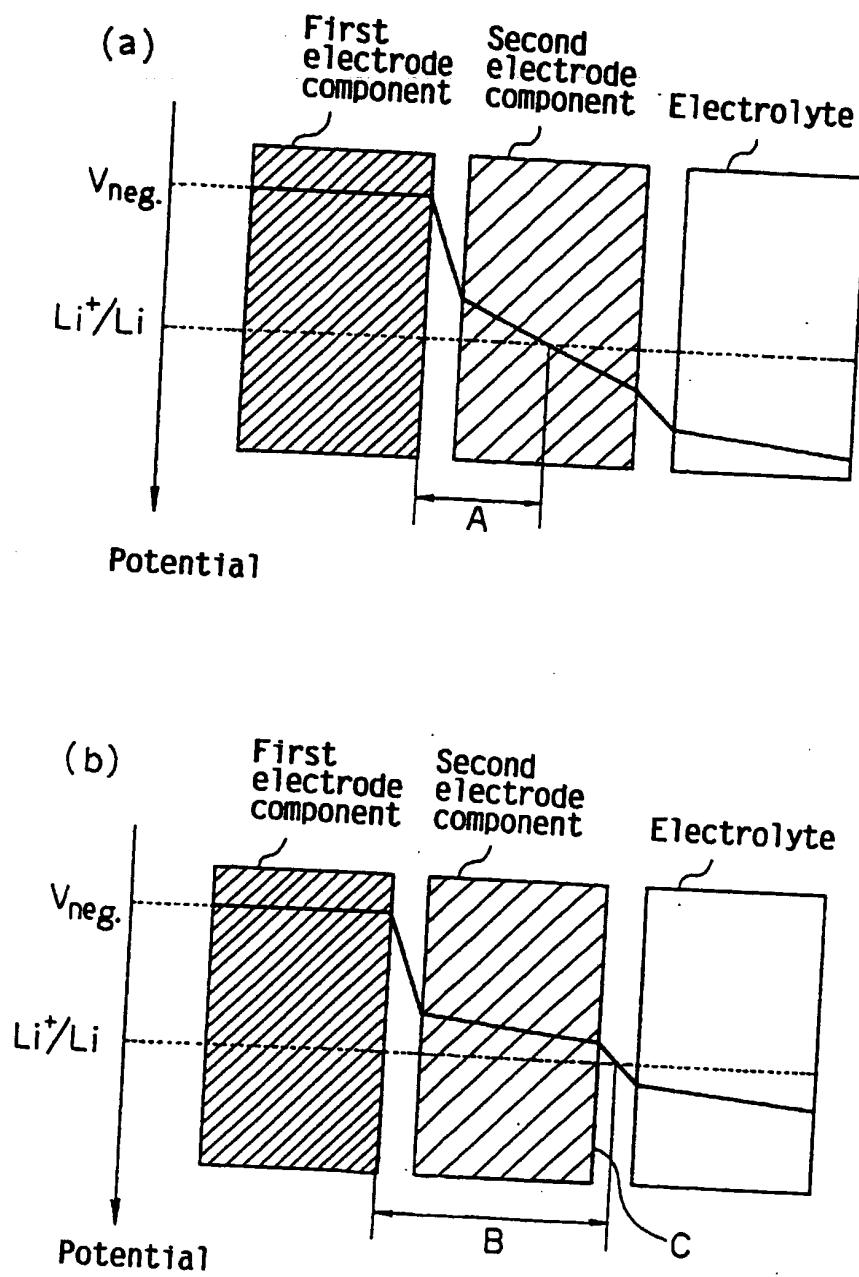 (a)
First
electrode
component
Second
electrode
component
Electrolyte
Vneg.
Li+/Li
A
Potential
(b)
First
electrode
component
Second
electrode
component
Electrolyte
Vneg.
Li+/Li
B
C
Potential